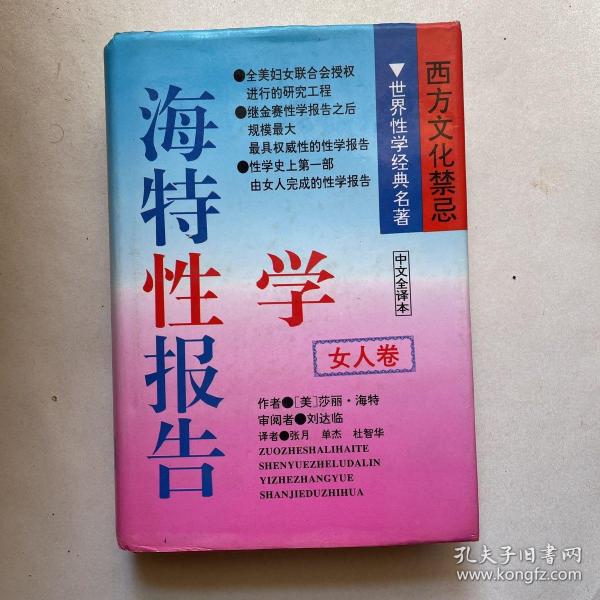 西方文化禁忌
▼世界性学经典名著
●全美妇女联合会授权
进行的研究工程
●继金赛性学报告之后
规模最大
最具权威性的性学报告
●性学史上第一部
由女人完成的性学报告
中文全译本
海特性学报告
女人卷
作者●[美]莎丽·海特
审阅者●刘达临
译者●张月 单杰 杜智华
ZUOZHESHALIHAITE
SHENYUEZHELUDALIN
YIZHEZHANGYUE
SHANJIEDUZHIHUA
孔夫子旧书网
www.kongfz.com